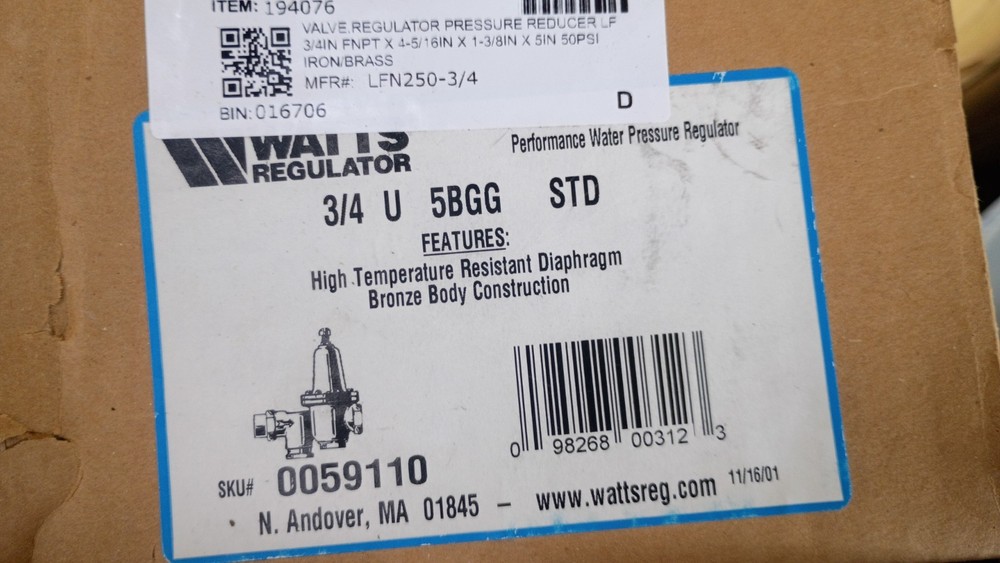 ITEM: 194076
VALVE.REGULATOR PRESSURE REDUCER LF
3/4IN FNPT X 4-5/16IN X 1-3/8IN X 5IN 50PSI
IRON/BRASS
MFR#: LFN250-3/4
BIN: 016706
D
WATTS
REGULATOR
Performance Water Pressure Regulator
3/4 U 5BGG STD
FEATURES:
High Temperature Resistant Diaphragm
Bronze Body Construction
0 98268 00312 3
SKU# 0059110
N. Andover, MA 01845 – www.wattsreg.com 11/16/01